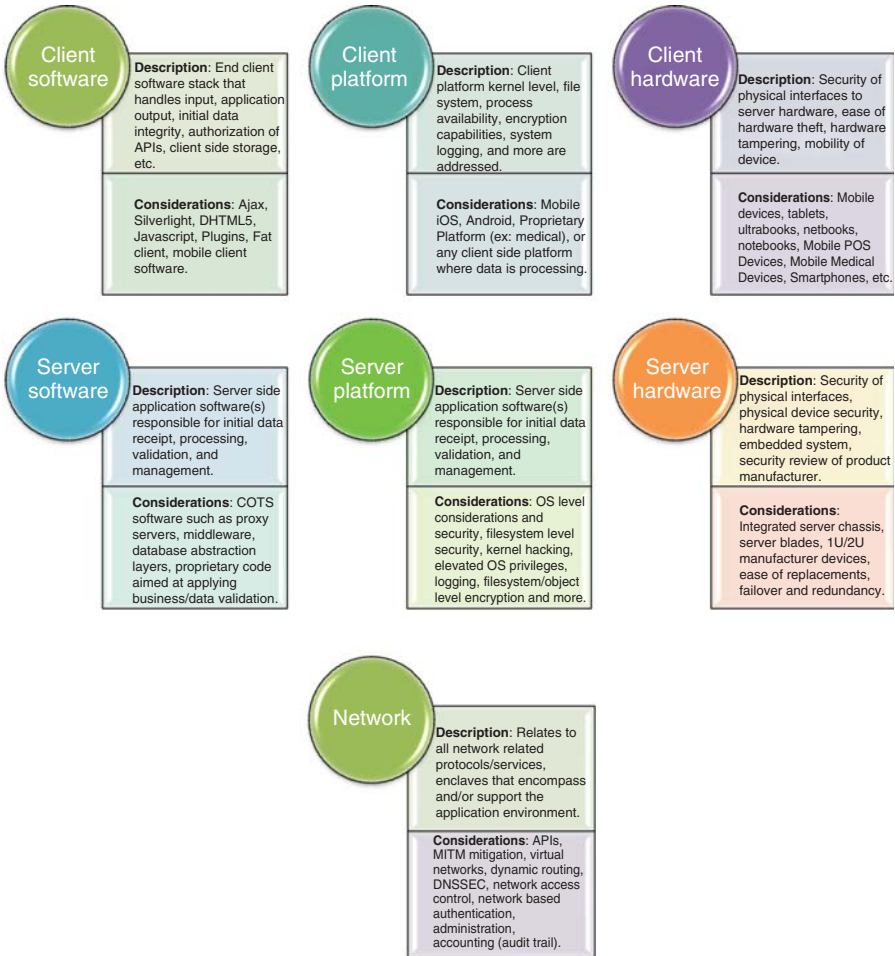 Client
software
Description: End client
software stack that
handles input, application
output, initial data
integrity, authorization of
APIs, client side storage,
etc.
Considerations: Ajax,
Silverlight, DHTML5,
Javascript, Plugins, Fat
client, mobile client
software.
Client
platform
Description: Client
platform kernel level, file
system, process
availability, encryption
capabilities, system
logging, and more are
addressed.
Considerations: Mobile
iOS, Android, Proprietary
Platform (ex: medical), or
any client side platform
where data is processing.
Client
hardware
Description: Security of
physical interfaces to
server hardware, ease of
hardware theft, hardware
tampering, mobility of
device.
Considerations: Mobile
devices, tablets,
ultrabooks, netbooks,
notebooks, Mobile POS
Devices, Mobile Medical
Devices, Smartphones, etc.
Server
software
Description: Server side
application software(s)
responsible for initial data
receipt, processing,
validation, and
management.
Considerations: COTS
software such as proxy
servers, middleware,
database abstraction
layers, proprietary code
aimed at applying
business/data validation.
Server
platform
Description: Server side
application software(s)
responsible for initial data
receipt, processing,
validation, and
management.
Considerations: OS level
considerations and
security, filesystem level
security, kernel hacking,
elevated OS privileges,
logging, filesystem/object
level encryption and more.
Server
hardware
Description: Security of
physical interfaces,
physical device security,
hardware tampering,
embedded system,
security review of product
manufacturer.
Considerations:
Integrated server chassis,
server blades, 1U/2U
manufacturer devices,
ease of replacements,
failover and redundancy.
Network
Description: Relates to
all network related
protocols/services,
enclaves that encompass
and/or support the
application environment.
Considerations: APIs,
MITM mitigation, virtual
networks, dynamic routing,
DNSSEC, network access
control, network based
authentication,
administration,
accounting (audit trail).